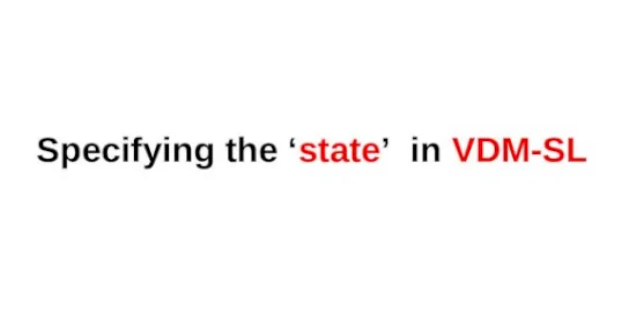 Specifying the ‘state’ in VDM-SL